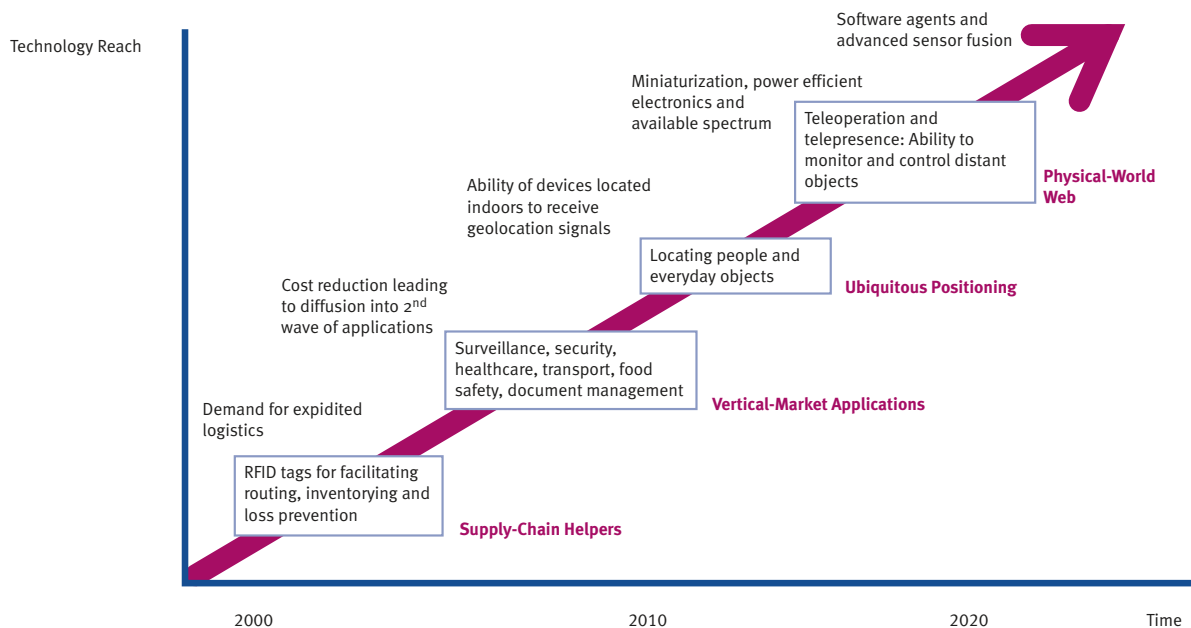 Technology Reach
Software agents and
advanced sensor fusion
Miniaturization, power efficient
electronics and
available spectrum
Teleoperation and
telepresence: Ability to
monitor and control distant
objects
Physical-World
Web
Ability of devices located
indoors to receive
geolocation signals
Locating people and
everyday objects
Ubiquitous Positioning
Cost reduction leading
to diffusion into 2nd
wave of applications
Surveillance, security,
healthcare, transport, food
safety, document management
Vertical-Market Applications
Demand for expidited
logistics
RFID tags for facilitating
routing, inventorying and
loss prevention
Supply-Chain Helpers
2000
2010
2020
Time